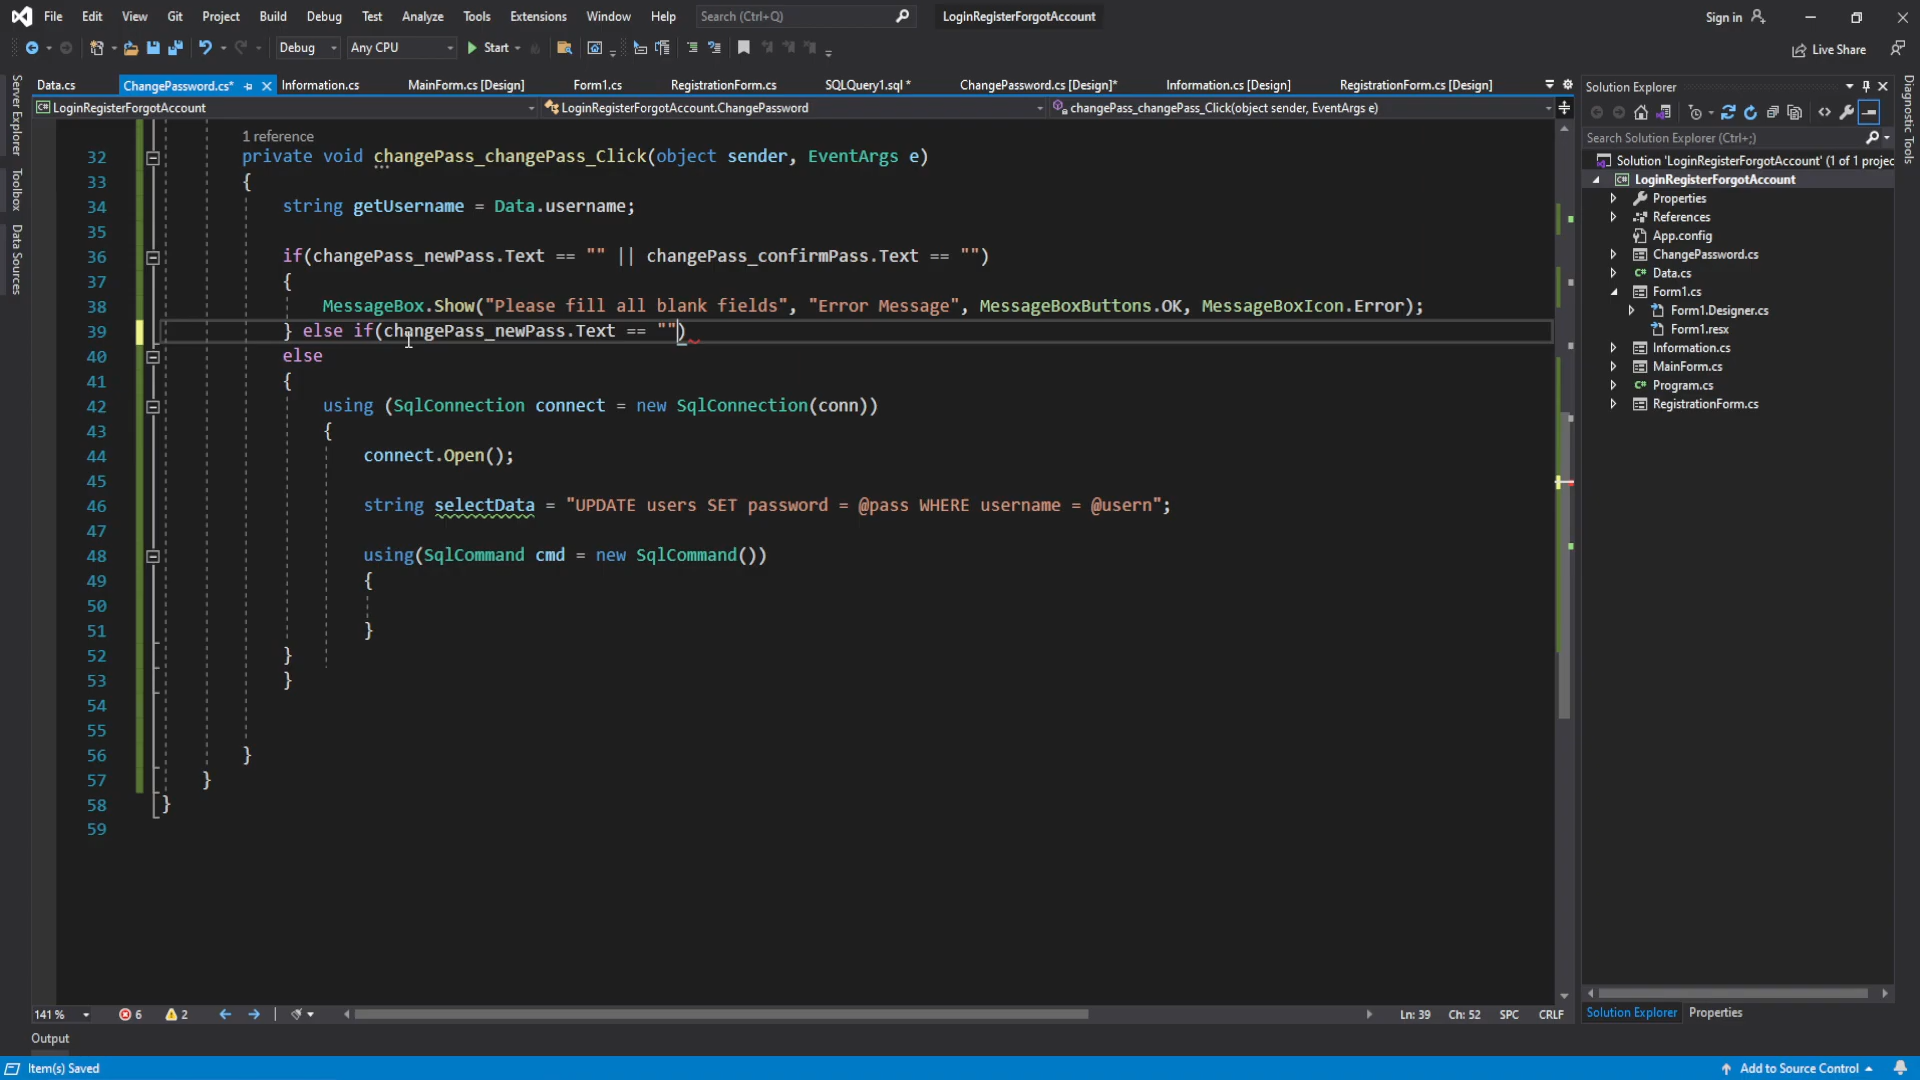 File Edit View Git Project Build Debug Test Analyze Tools Extensions Window Help Search (Ctrl+Q) LoginRegisterForgotAccount Sign in
Debug Any CPU Start Live Share
Data.cs ChangePassword.cs* Information.cs MainForm.cs [Design] Form1.cs RegistrationForm.cs SQLQuery1.sql * ChangePassword.cs [Design]* Information.cs [Design] RegistrationForm.cs [Design]
LoginRegisterForgotAccount LoginRegisterForgotAccount.ChangePassword changePass_changePass_Click(object sender, EventArgs e)
Server Explorer
Toolbox
Data Sources
1 reference
32 private void changePass_changePass_Click(object sender, EventArgs e)
33 {
34 string getUsername = Data.username;
35
36 if(changePass_newPass.Text == "" || changePass_confirmPass.Text == "")
37 {
38 MessageBox.Show("Please fill all blank fields", "Error Message", MessageBoxButtons.OK, MessageBoxIcon.Error);
39 } else if(changePass_newPass.Text == "")
40 else
41 {
42 using (SqlConnection connect = new SqlConnection(conn))
43 {
44 connect.Open();
45
46 string selectData = "UPDATE users SET password = @pass WHERE username = @usern";
47
48 using(SqlCommand cmd = new SqlCommand())
49 {
50
51 }
52 }
53 }
54
55
56 }
57 }
58 }
59
141 % 6 2 Ln: 39 Ch: 52 SPC CRLF
Output
Item(s) Saved Add to Source Control
Solution Explorer
Search Solution Explorer (Ctrl+;)
Solution 'LoginRegisterForgotAccount' (1 of 1 projec
LoginRegisterForgotAccount
Properties
References
App.config
ChangePassword.cs
Data.cs
Form1.cs
Form1.Designer.cs
Form1.resx
Information.cs
MainForm.cs
Program.cs
RegistrationForm.cs
Solution Explorer Properties
Diagnostic Tools